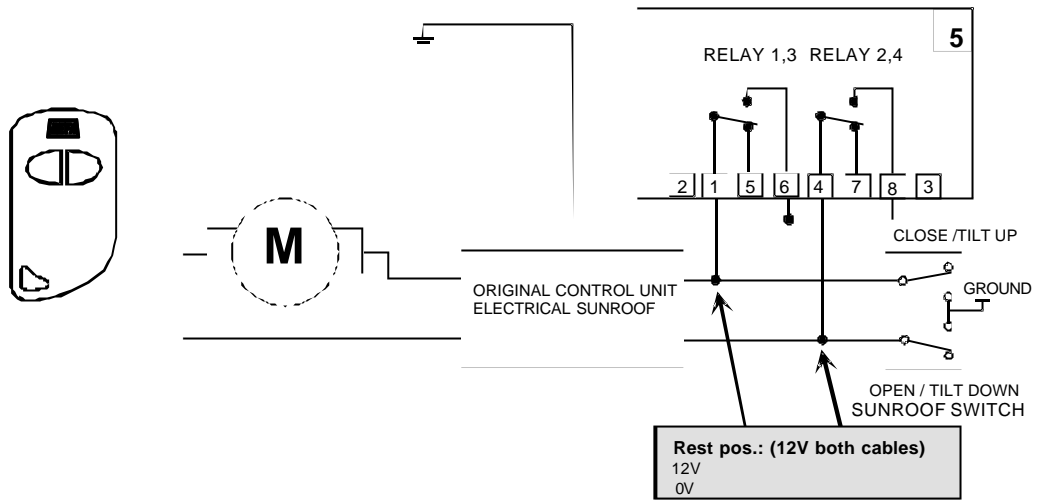 5
RELAY 1,3 RELAY 2,4
2 1 5 6 4 7 8 3
CLOSE /TILT UP
M
ORIGINAL CONTROL UNIT
ELECTRICAL SUNROOF
GROUND
OPEN / TILT DOWN
SUNROOF SWITCH
Rest pos.: (12V both cables)
12V
0V